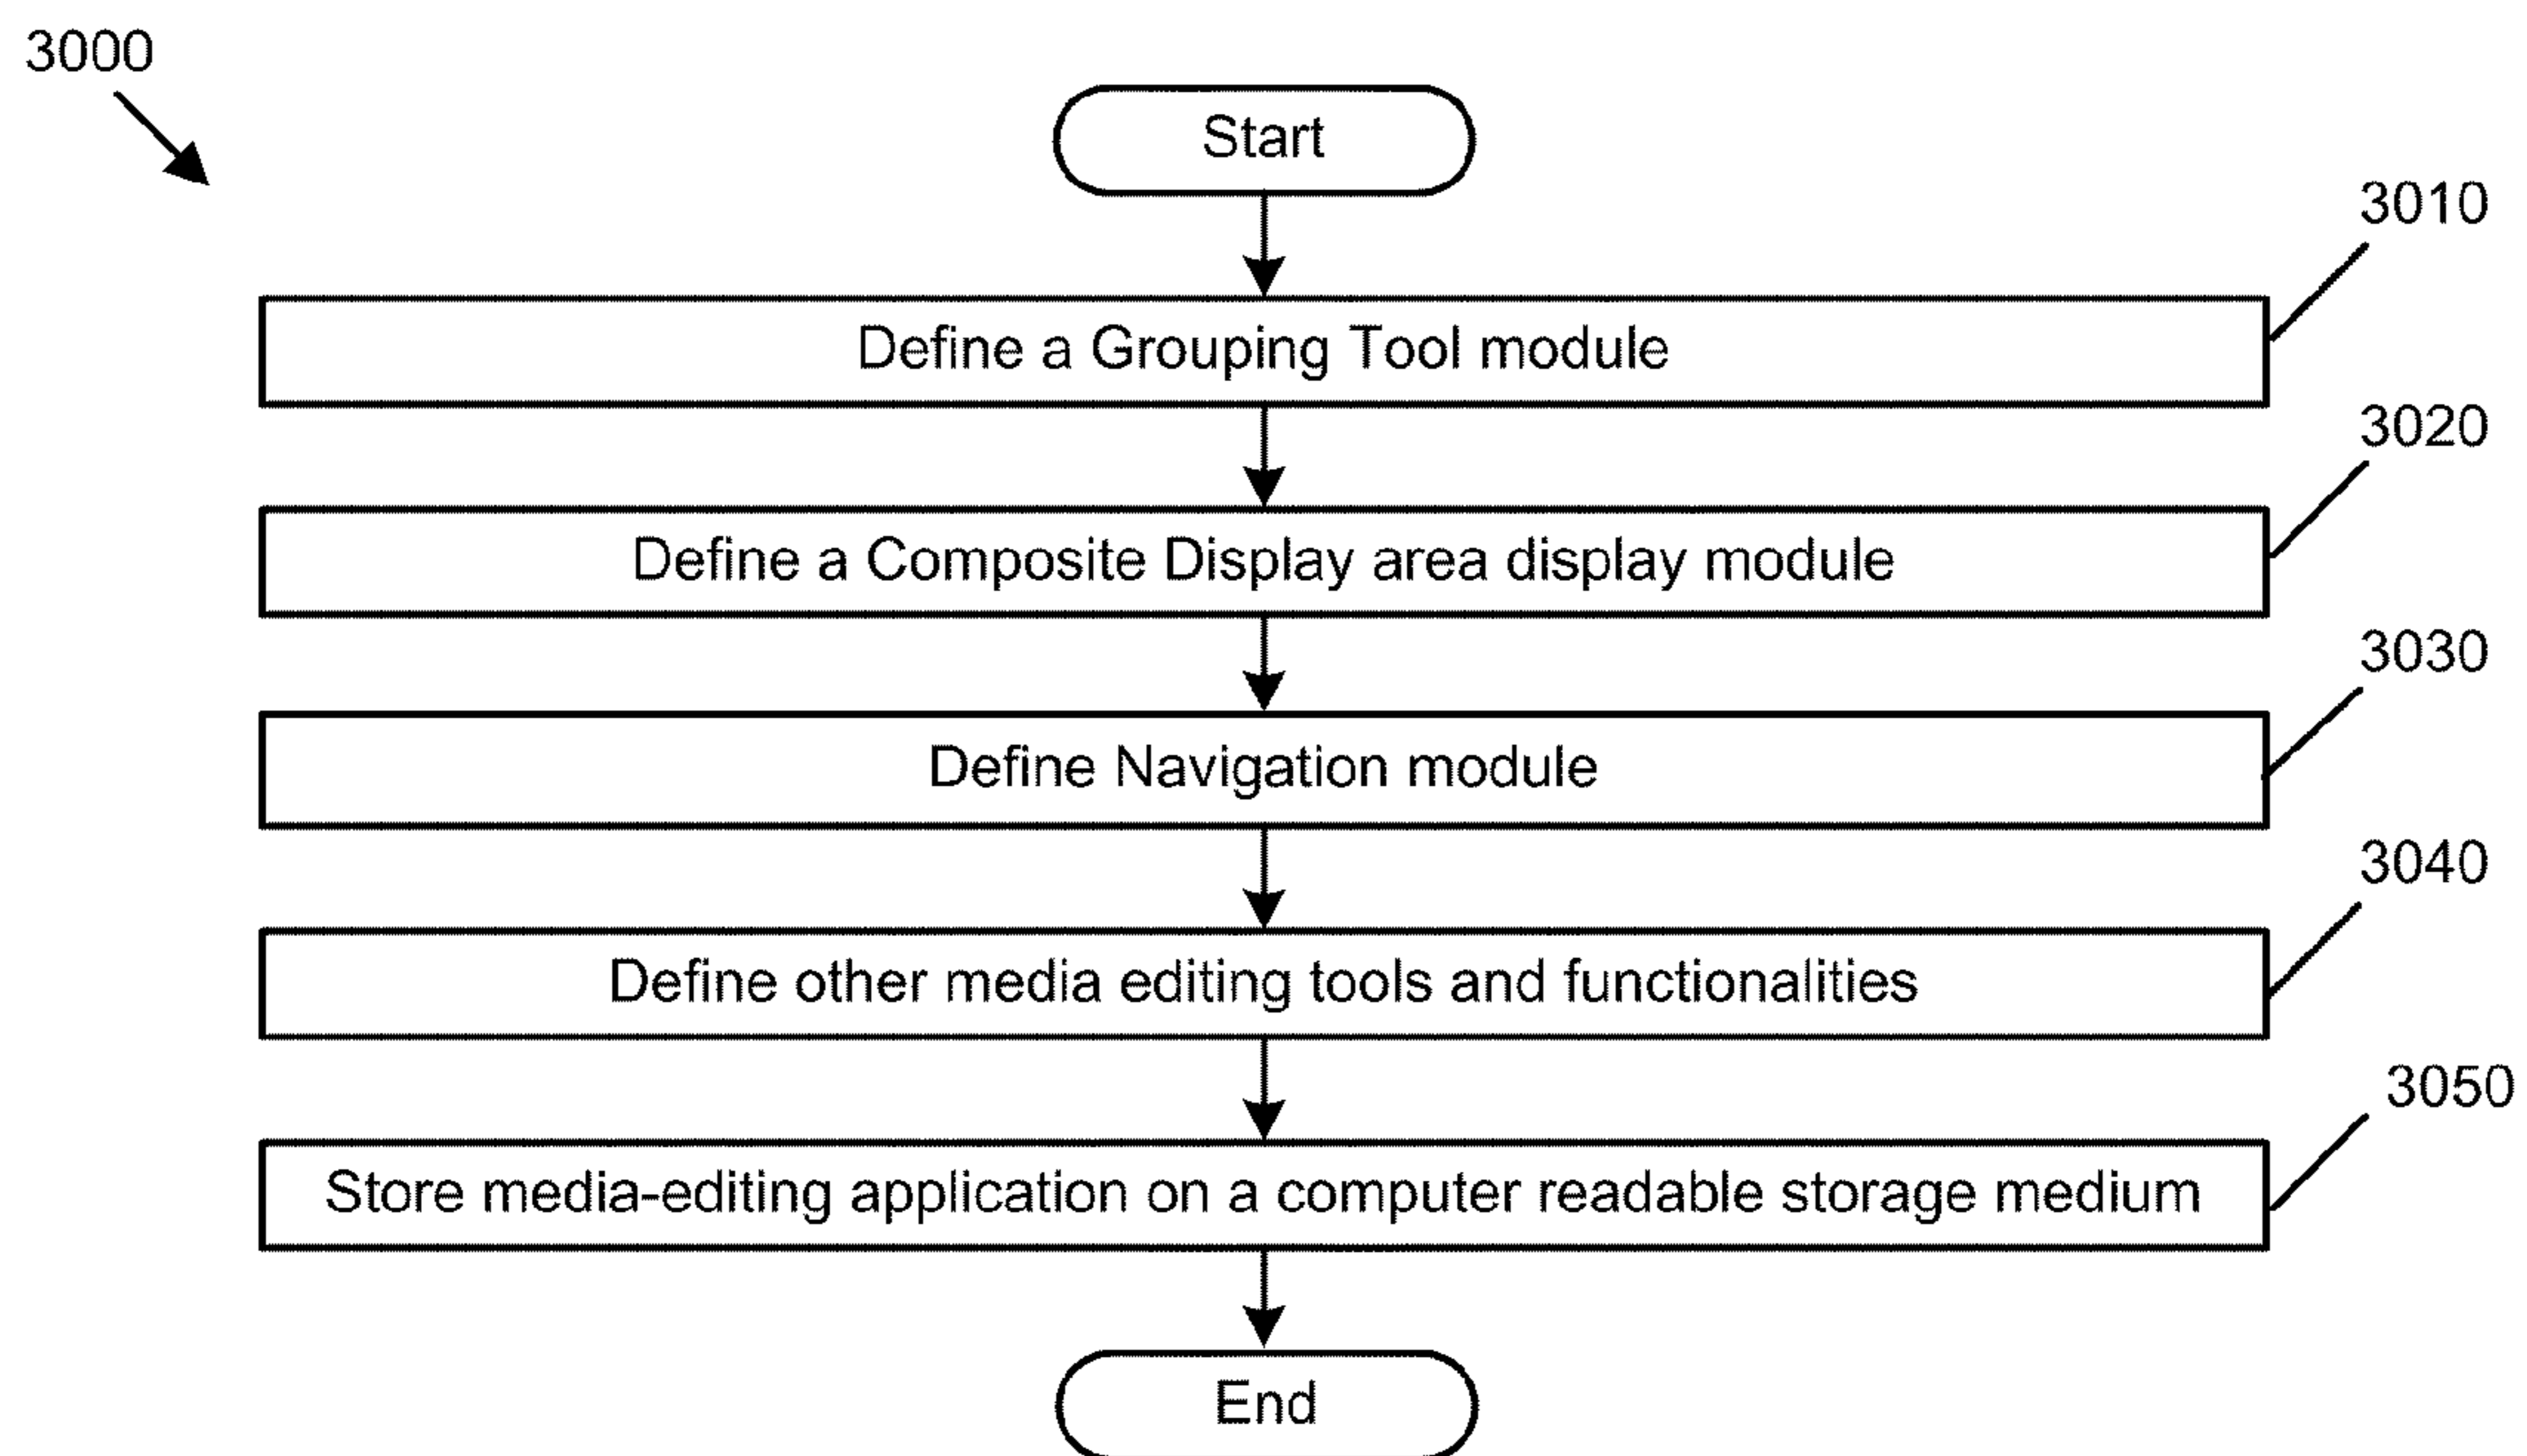 3000
Start
3010
Define a Grouping Tool module
3020
Define a Composite Display area display module
3030
Define Navigation module
3040
Define other media editing tools and functionalities
3050
Store media-editing application on a computer readable storage medium
End